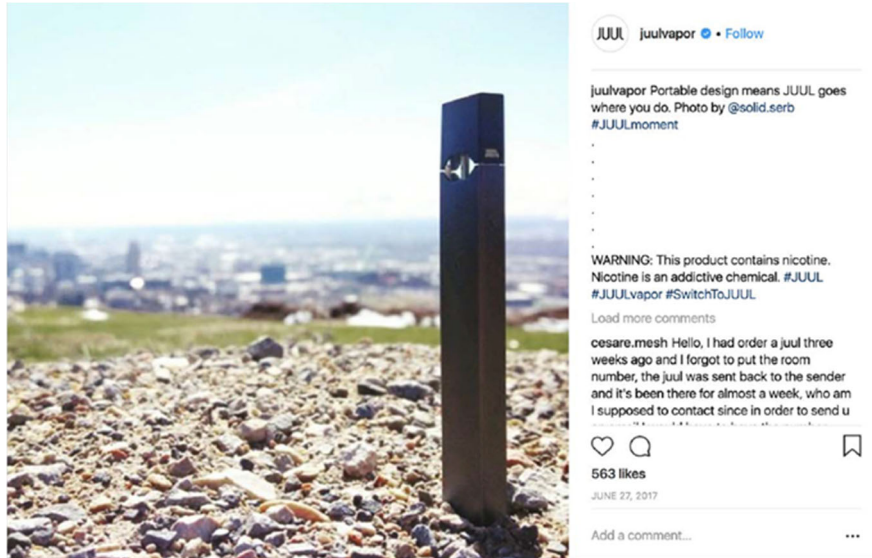 JUUL
juulvapor • Follow
juulvapor Portable design means JUUL goes
where you do. Photo by @solid.serb
#JUULmoment
.
.
.
.
.
.
.
WARNING: This product contains nicotine.
Nicotine is an addictive chemical. #JUUL
#JUULvapor #SwitchToJUUL
Load more comments
cesare.mesh Hello, I had order a juul three
weeks ago and I forgot to put the room
number, the juul was sent back to the sender
and it's been there for almost a week, who am
I supposed to contact since in order to send u
563 likes
JUNE 27, 2017
Add a comment...